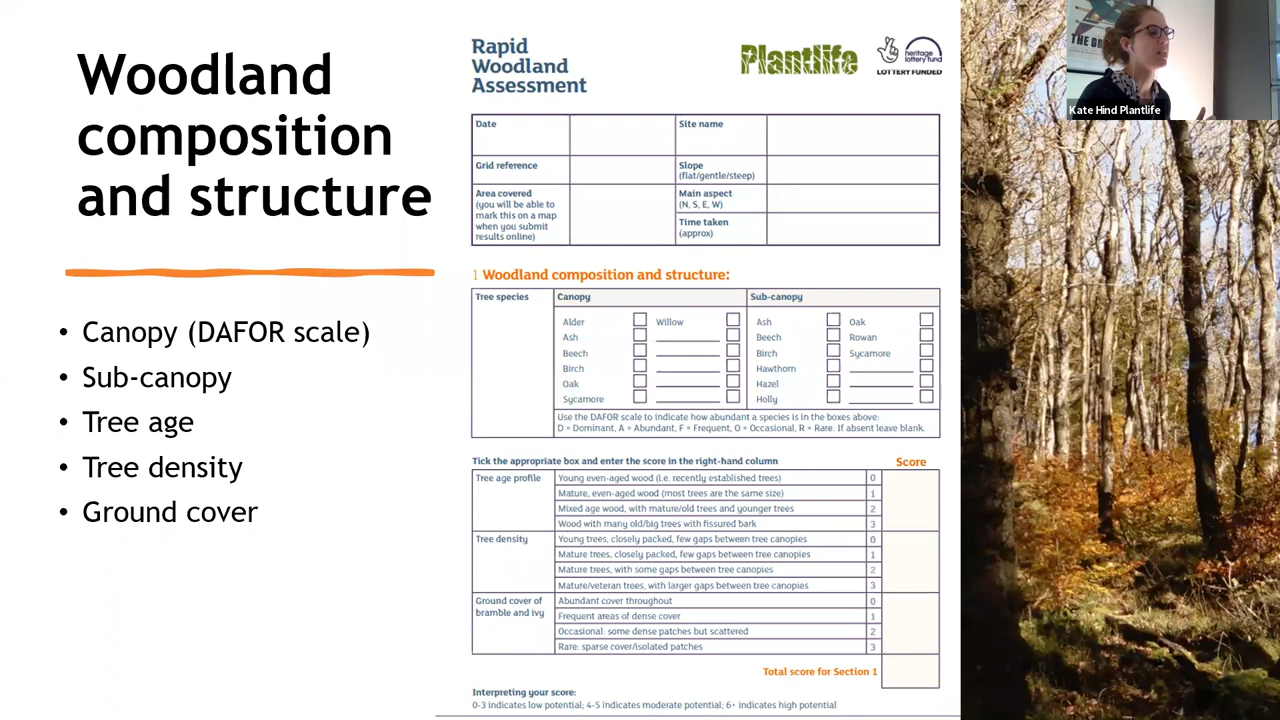 Woodland
composition
and structure
• Canopy (DAFOR scale)
• Sub-canopy
• Tree age
• Tree density
• Ground cover
Rapid
Woodland
Assessment
Plantlife
heritage
lottery fund
LOTTERY FUNDED
Date
Site name
Grid reference
Slope
(flat/gentle/steep)
Area covered
(you will be able to
mark this on a map
when you submit
results online)
Main aspect
(N, S, E, W)
Time taken
(approx)
1 Woodland composition and structure:
Tree species
Canopy
Sub-canopy
Alder
Willow
Ash
Oak
Ash
Beech
Rowan
Beech
Birch
Sycamore
Birch
Hawthorn
Oak
Hazel
Sycamore
Holly
Use the DAFOR scale to indicate how abundant a species is in the boxes above:
D = Dominant, A = Abundant, F = Frequent, O = Occasional, R = Rare. If absent leave blank.
Tick the appropriate box and enter the score in the right-hand column
Score
Tree age profile
Young even-aged wood (i.e. recently established trees) 0
Mature, even-aged wood (most trees are the same size) 1
Mixed age wood, with mature/old trees and younger trees 2
Wood with many old/big trees with fissured bark 3
Tree density
Young trees, closely packed, few gaps between tree canopies 0
Mature trees, closely packed, few gaps between tree canopies 1
Mature trees, with some gaps between tree canopies 2
Mature/veteran trees, with larger gaps between tree canopies 3
Ground cover of
bramble and ivy
Abundant cover throughout 0
Frequent areas of dense cover 1
Occasional: some dense patches but scattered 2
Rare: sparse cover/isolated patches 3
Total score for Section 1
Interpreting your score:
0-3 indicates low potential; 4-5 indicates moderate potential; 6+ indicates high potential
Kate Hind Plantlife